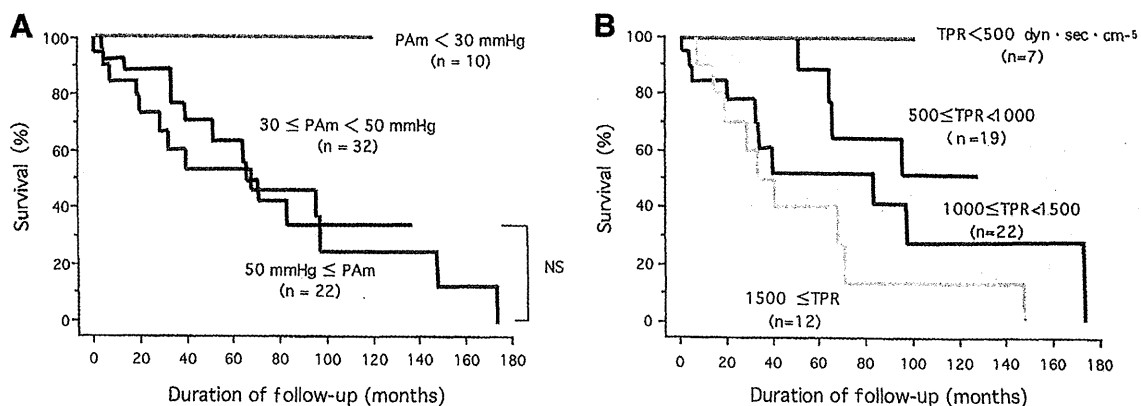 A
PAm < 30 mmHg
(n = 10)
30 ≤ PAm < 50 mmHg
(n = 32)
50 mmHg ≤ PAm
(n = 22)
NS
Survival (%)
100
80
60
40
20
0
0 20 40 60 80 100 120 140 160 180
Duration of follow-up (months)
B
TPR<500 dyn · sec · cm-5
(n=7)
500≤TPR<1000
(n=19)
1000≤TPR<1500
(n=22)
1500 ≤TPR
(n=12)
Survival (%)
100
80
60
40
20
0
0 20 40 60 80 100 120 140 160 180
Duration of follow-up (months)